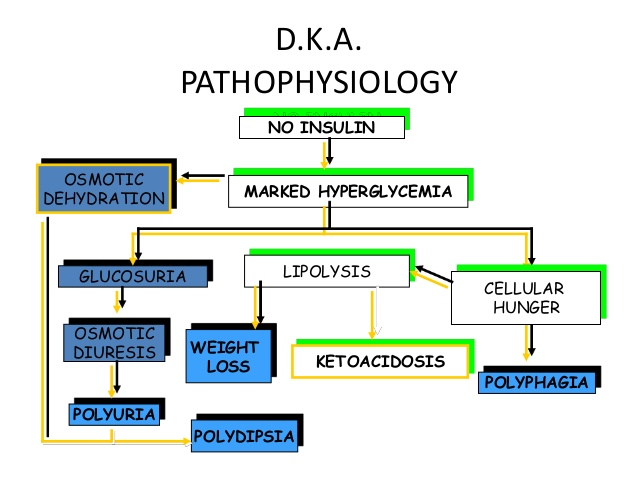 D.K.A.
PATHOPHYSIOLOGY
NO INSULIN
OSMOTIC
DEHYDRATION
MARKED HYPERGLYCEMIA
GLUCOSURIA
LIPOLYSIS
CELLULAR
HUNGER
OSMOTIC
DIURESIS
WEIGHT
LOSS
KETOACIDOSIS
POLYPHAGIA
POLYURIA
POLYDIPSIA